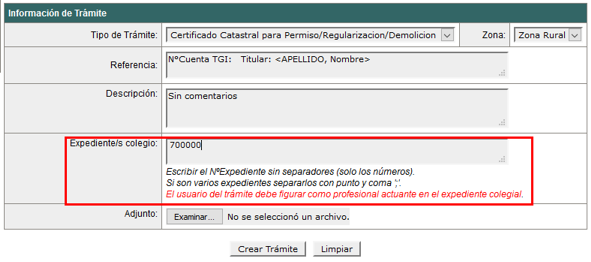 Información de Trámite
Tipo de Trámite: Certificado Catastral para Permiso/Regularizacion/Demolicion Zona: Zona Rural
Referencia: NºCuenta TGI: Titular: <APELLIDO, Nombre>
Descripción: Sin comentarios
Expediente/s colegio: 700000
Escribir el NºExpediente sin separadores (solo los números).
Si son varios expedientes separlos con punto y coma ';'.
El usuario del trámite debe figurar como profesional actuante en el expediente colegial.
Adjunto: Examinar... No se seleccionó un archivo.
Crear Trámite Limpiar